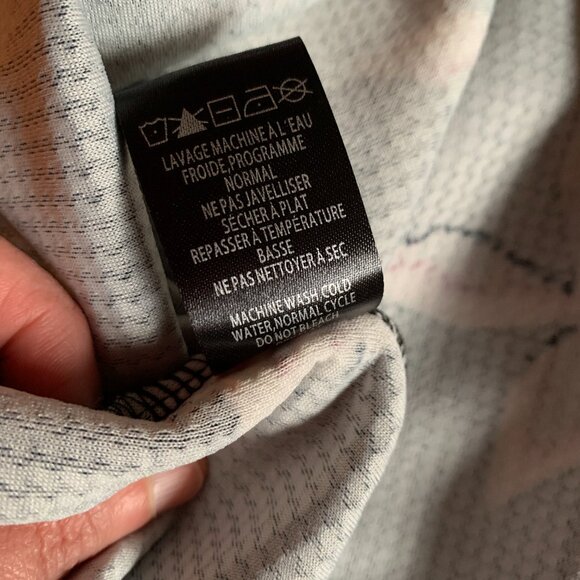 LAVAGE MACHINE À L'EAU
FROIDE, PROGRAMME
NORMAL
NE PAS JAVELLISER
SÉCHER À PLAT
REPASSER À TEMPÉRATURE
BASSE
NE PAS NETTOYER À SEC
MACHINE WASH, COLD
WATER, NORMAL CYCLE
DO NOT BLEACH